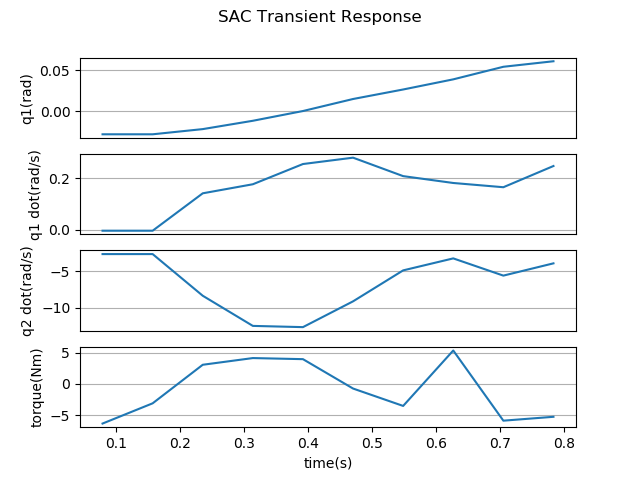 SAC Transient Response
0.05
0.00
q1(rad)
0.2
0.0
q1 dot(rad/s)
−5
−10
q2 dot(rad/s)
5
0
−5
torque(Nm)
0.1 0.2 0.3 0.4 0.5 0.6 0.7 0.8
time(s)